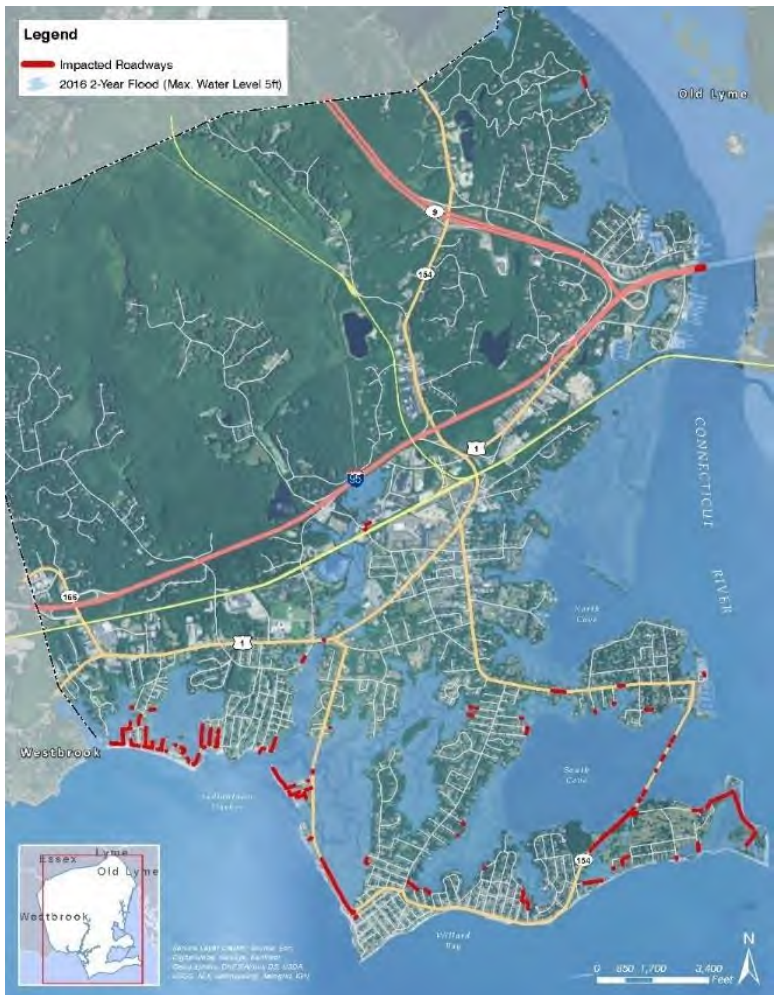 Legend
Impacted Roadways
2016 2-Year Flood (Max. Water Level 5ft)
Old Lyme
9
154
1
95
CONNECTICUT
RIVER
166
North
Cove
1
Westbrook
South
Cove
154
Willard
Bay
Essex
Lyme
Old Lyme
Westbrook
N
0 850 1,700 3,400
Feet